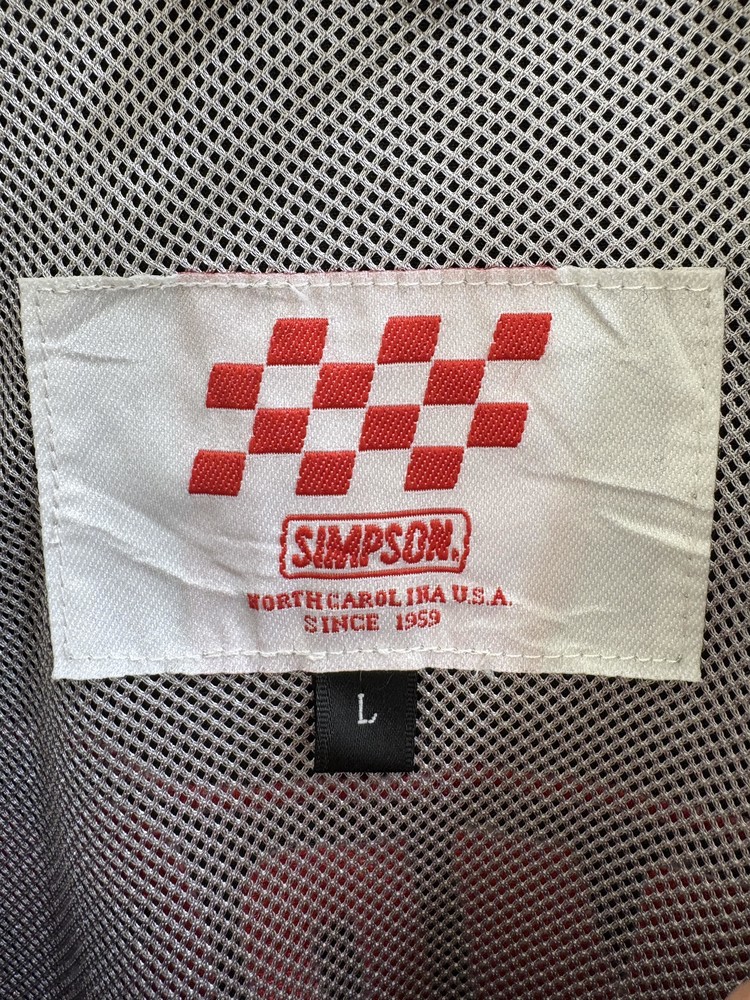 SIMPSON.
NORTH CAROLINA U.S.A.
SINCE 1959
L